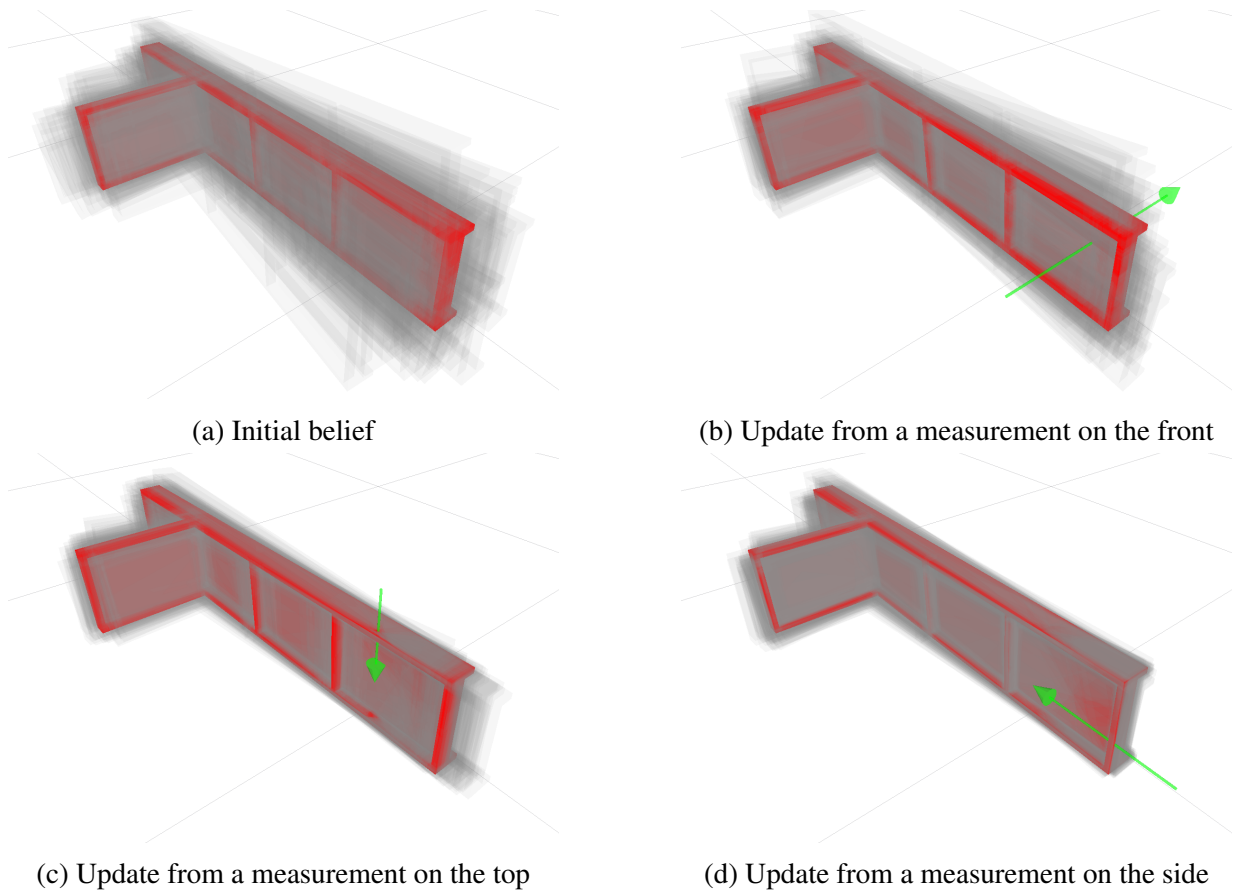 (a) Initial belief
(b) Update from a measurement on the front
(c) Update from a measurement on the top
(d) Update from a measurement on the side